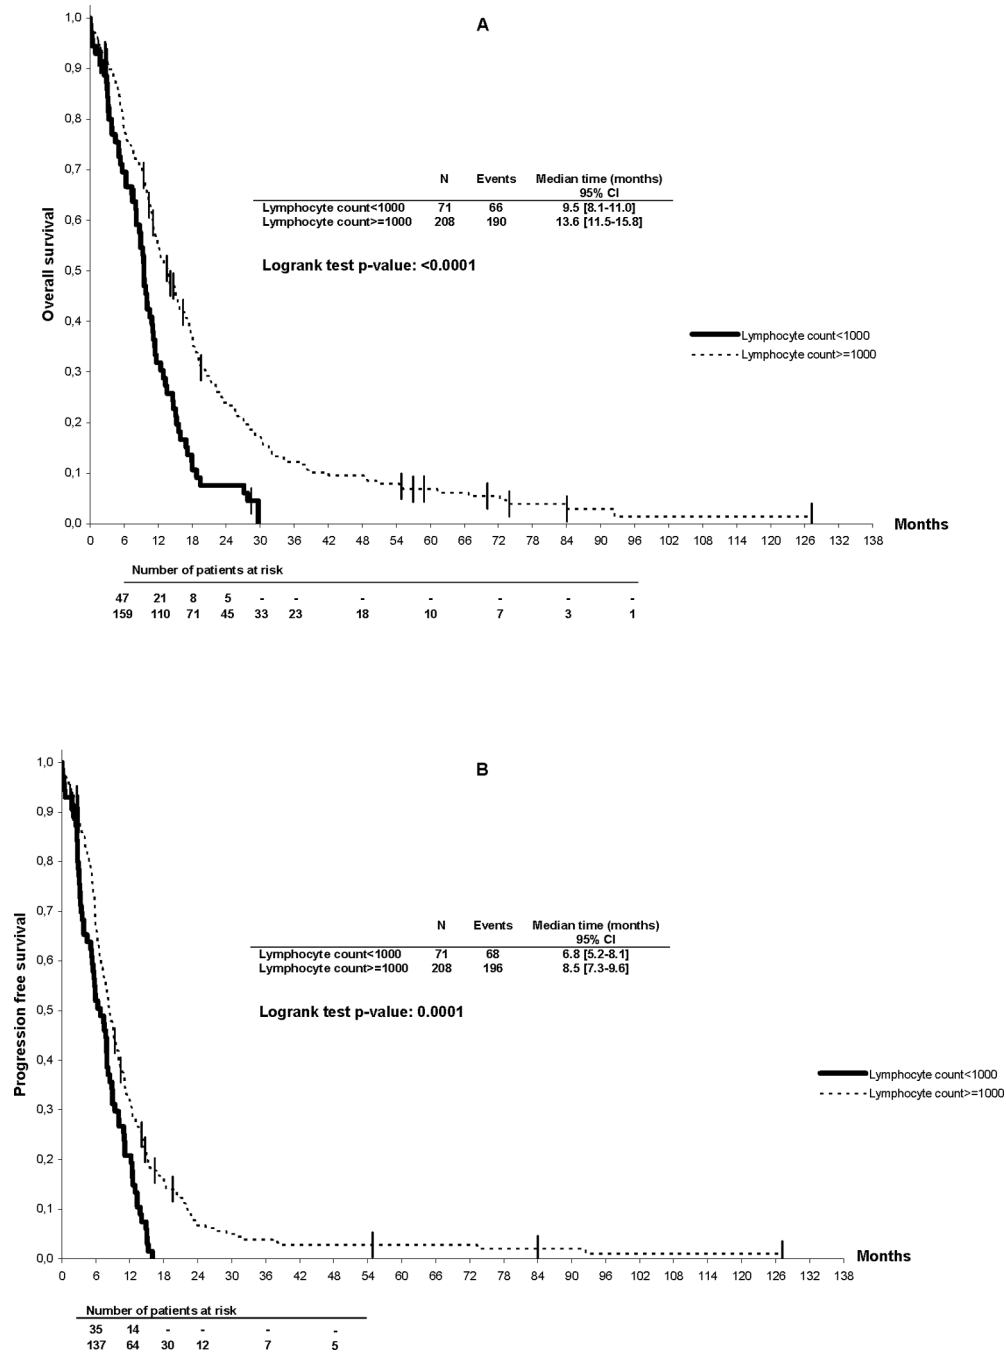 A
1,0
0,9
0,8
0,7
0,6
0,5
0,4
0,3
0,2
0,1
0,0
Overall survival
N Events Median time (months)
95% CI
Lymphocyte count<1000 71 66 9.5 [8.1-11.0]
Lymphocyte count>=1000 208 190 13.6 [11.5-15.8]
Logrank test p-value: <0.0001
Lymphocyte count<1000
Lymphocyte count>=1000
0 6 12 18 24 30 36 42 48 54 60 66 72 78 84 90 96 102 108 114 120 126 132 138
Months
Number of patients at risk
47 21 8 5 - - - - - - -
159 110 71 45 33 23 18 10 7 3 1
B
1,0
0,9
0,8
0,7
0,6
0,5
0,4
0,3
0,2
0,1
0,0
Progression free survival
N Events Median time (months)
95% CI
Lymphocyte count<1000 71 68 6.8 [5.2-8.1]
Lymphocyte count>=1000 208 196 8.5 [7.3-9.6]
Logrank test p-value: 0.0001
Lymphocyte count<1000
Lymphocyte count>=1000
0 6 12 18 24 30 36 42 48 54 60 66 72 78 84 90 96 102 108 114 120 126 132 138
Months
Number of patients at risk
35 14 - - - -
137 64 30 12 7 5